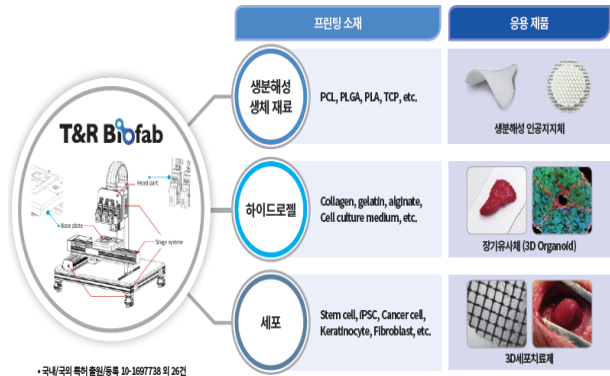 프린팅 소재
응용 제품
T&R Biofab
Head part
Base plate
Stage system
생분해성
생체 재료
PCL, PLGA, PLA, TCP, etc.
생분해성 인공지지체
하이드로젤
Collagen, gelatin, alginate,
Cell culture medium, etc.
장기유사체 (3D Organoid)
세포
Stem cell, iPSC, Cancer cell,
Keratinocyte, Fibroblast, etc.
3D세포치료제
• 국내/국외 특허 출원/등록 10-1697738 외 26건